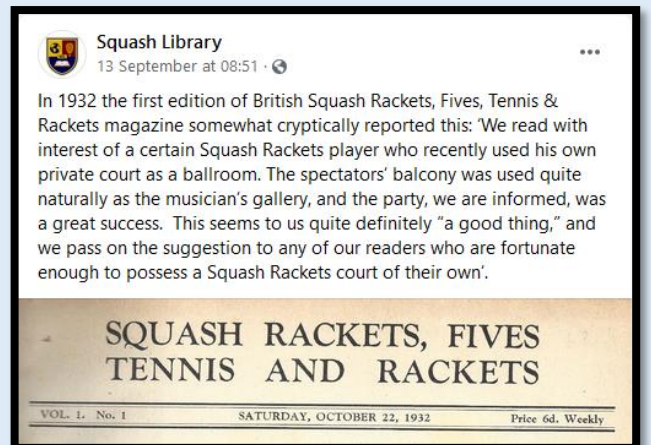 Squash Library
13 September at 08:51 ·
In 1932 the first edition of British Squash Rackets, Fives, Tennis &
Rackets magazine somewhat cryptically reported this: ‘We read with
interest of a certain Squash Rackets player who recently used his own
private court as a ballroom. The spectators’ balcony was used quite
naturally as the musician’s gallery, and the party, we are informed, was
a great success.  This seems to us quite definitely “a good thing,” and
we pass on the suggestion to any of our readers who are fortunate
enough to possess a Squash Rackets court of their own’.
SQUASH RACKETS, FIVES
TENNIS AND RACKETS
VOL. 1. No. 1 SATURDAY, OCTOBER 22, 1932 Price 6d. Weekly